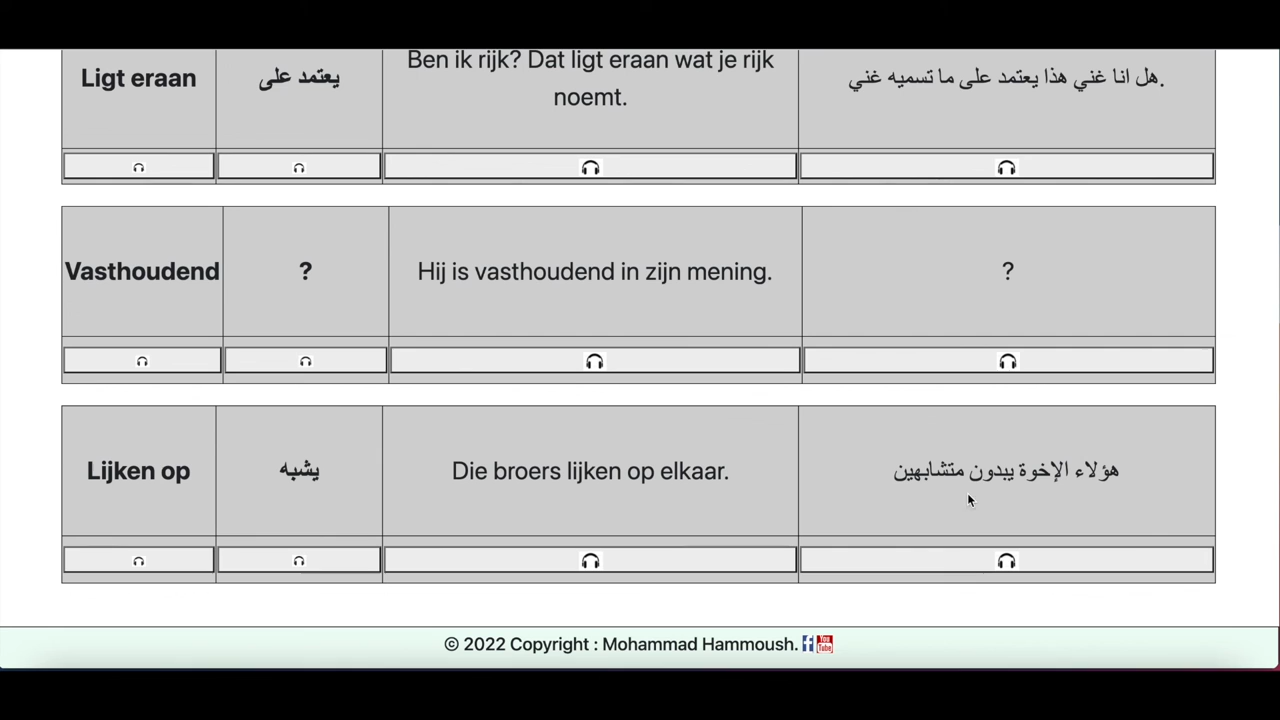 Ligt eraan
يعتمد على
Ben ik rijk? Dat ligt eraan wat je rijk
noemt.
هل انا غني هذا يعتمد على ما تسميه غني.
Vasthoudend
?
Hij is vasthoudend in zijn mening.
?
Lijken op
يشبه
Die broers lijken op elkaar.
هؤلاء الإخوة يبدون متشابهين
© 2022 Copyright : Mohammad Hammoush. f You Tube